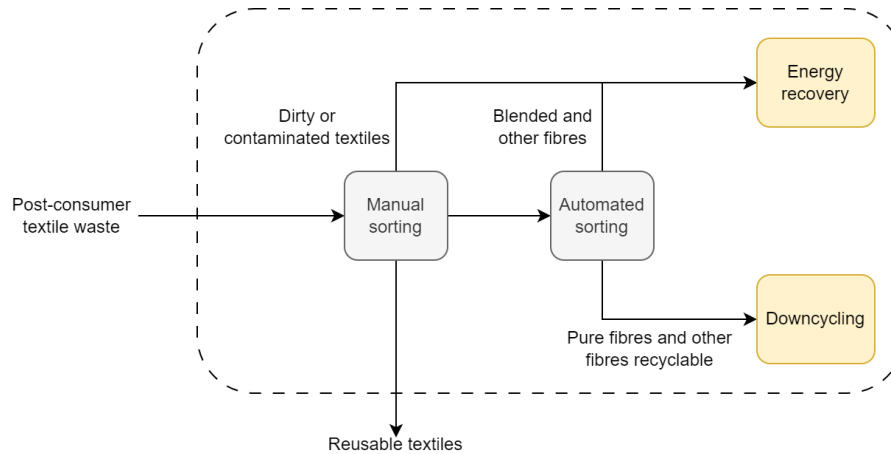 Energy
recovery
Dirty or
contaminated textiles
Blended and
other fibres
Post-consumer
textile waste
Manual
sorting
Automated
sorting
Downcycling
Pure fibres and other
fibres recyclable
Reusable textiles